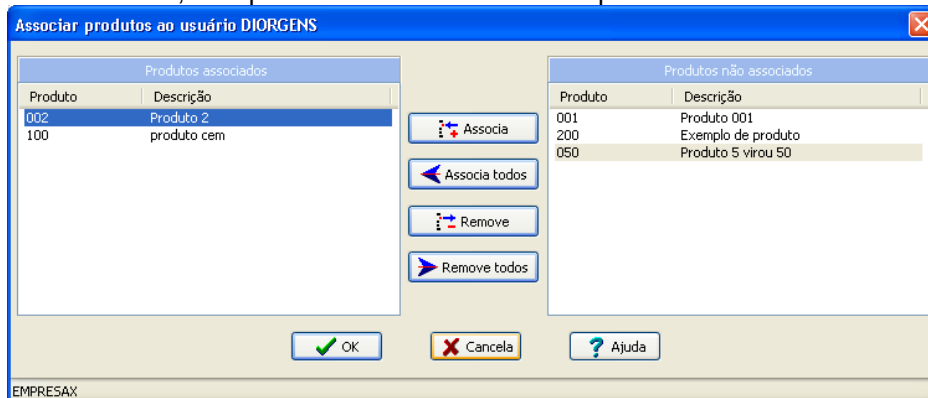 Associar produtos ao usuário DIORGENS
Produtos associados
Produto Descrição
002 Produto 2
100 produto cem
Associa
Associa todos
Remove
Remove todos
Produtos não associados
Produto Descrição
001 Produto 001
200 Exemplo de produto
050 Produto 5 virou 50
OK
Cancela
Ajuda
EMPRESAX